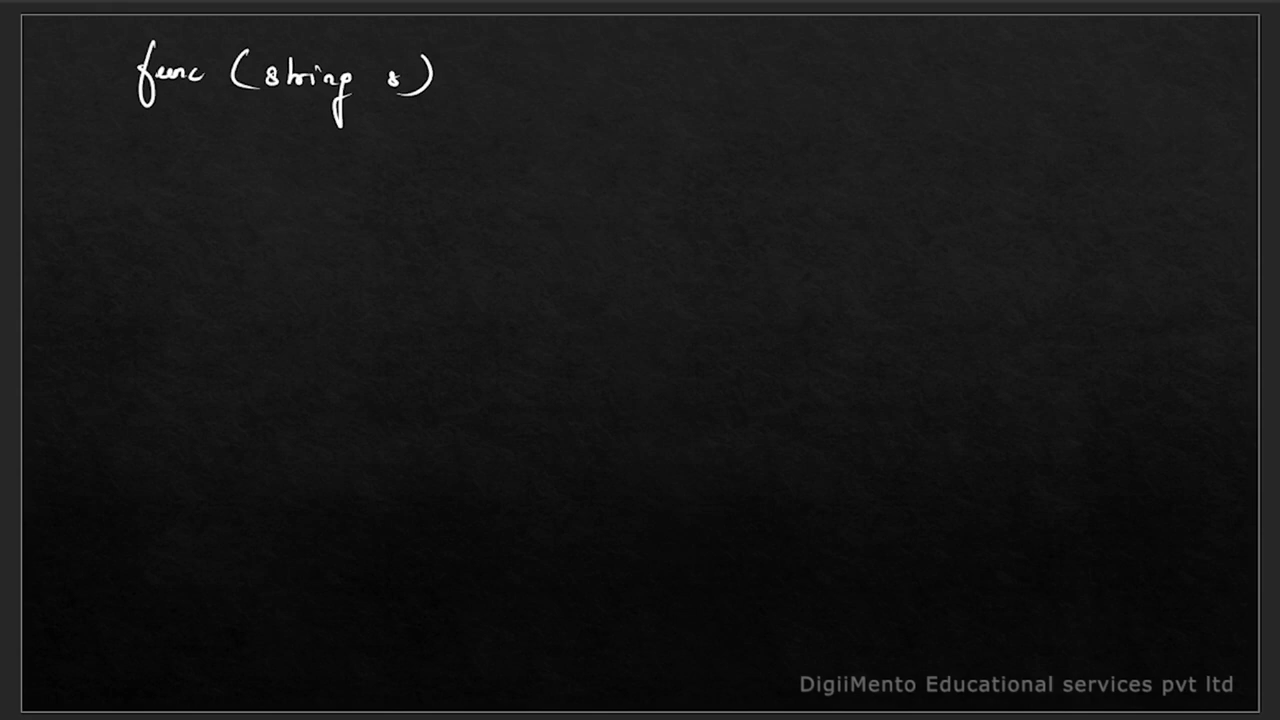 func (string s)
DigiiMento Educational services pvt ltd